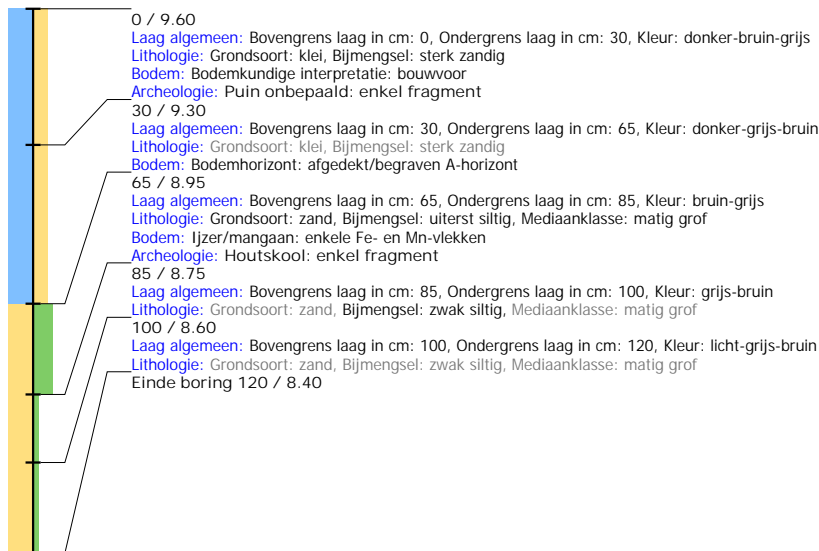 0 / 9.60
Laag algemeen: Bovengrens laag in cm: 0, Ondergrens laag in cm: 30, Kleur: donker-bruin-grijs
Lithologie: Grondsoort: klei, Bijmengsel: sterk zandig
Bodem: Bodemkundige interpretatie: bouwvoor
Archeologie: Puin onbepaald: enkel fragment
30 / 9.30
Laag algemeen: Bovengrens laag in cm: 30, Ondergrens laag in cm: 65, Kleur: donker-grijs-bruin
Lithologie: Grondsoort: klei, Bijmengsel: sterk zandig
Bodem: Bodemhorizont: afgedekt/begraven A-horizont
65 / 8.95
Laag algemeen: Bovengrens laag in cm: 65, Ondergrens laag in cm: 85, Kleur: bruin-grijs
Lithologie: Grondsoort: zand, Bijmengsel: uiterst siltig, Mediaanklasse: matig grof
Bodem: Ijzer/mangaan: enkele Fe- en Mn-vlekken
Archeologie: Houtskool: enkel fragment
85 / 8.75
Laag algemeen: Bovengrens laag in cm: 85, Ondergrens laag in cm: 100, Kleur: grijs-bruin
Lithologie: Grondsoort: zand, Bijmengsel: zwak siltig, Mediaanklasse: matig grof
100 / 8.60
Laag algemeen: Bovengrens laag in cm: 100, Ondergrens laag in cm: 120, Kleur: licht-grijs-bruin
Lithologie: Grondsoort: zand, Bijmengsel: zwak siltig, Mediaanklasse: matig grof
Einde boring 120 / 8.40